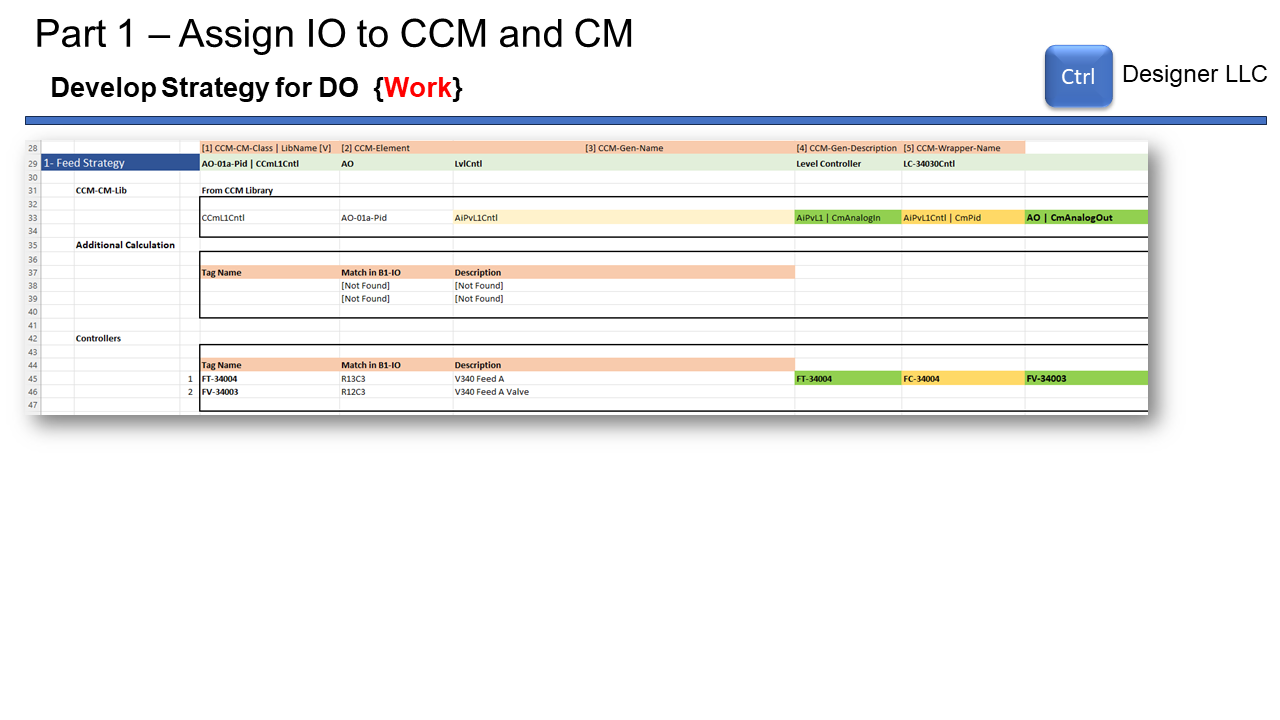 Part 1 – Assign IO to CCM and CM
Develop Strategy for DO {Work}
Ctrl Designer LLC
28 [1] CCM-CM-Class | LibName [V] [2] CCM-Element [3] CCM-Gen-Name [4] CCM-Gen-Description [5] CCM-Wrapper-Name
29 1- Feed Strategy AO-01a-Pid | CCmL1Cntl AO LvlCntl Level Controller LC-34030Cntl
30
31 CCM-CM-Lib From CCM Library
32
33 CCmL1Cntl AO-01a-Pid AiPvL1Cntl AiPvL1 | CmAnalogIn AiPvL1Cntl | CmPid AO | CmAnalogOut
34
35 Additional Calculation
36
37 Tag Name Match in B1-IO Description
38 [Not Found] [Not Found]
39 [Not Found] [Not Found]
40
41
42 Controllers
43
44 Tag Name Match in B1-IO Description
45 1 FT-34004 R13C3 V340 Feed A FT-34004 FC-34004 FV-34003
46 2 FV-34003 R12C3 V340 Feed A Valve
47